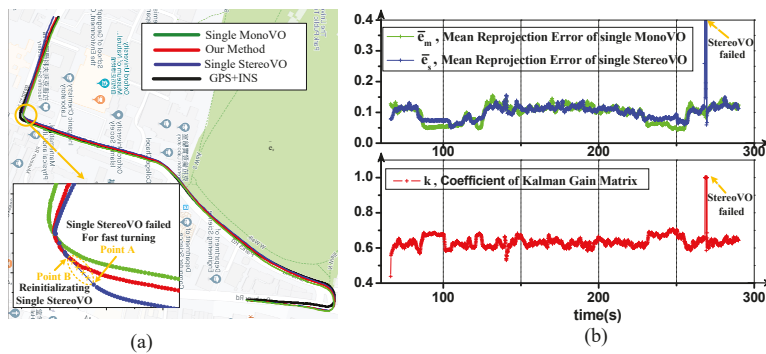 Single MonoVO
Our Method
Single StereoVO
GPS+INS
Single StereoVO failed
For fast turning
Point A
Point B
Reinitializating
Single StereoVO
(a)
0.4
0.3
0.2
0.1
0.0
e̅m , Mean Reprojection Error of single MonoVO
e̅s , Mean Reprojection Error of single StereoVO
StereoVO
failed
100
200
300
1.0
0.8
0.6
0.4
k , Coefficient of Kalman Gain Matrix
StereoVO
failed
100
200
300
time(s)
(b)